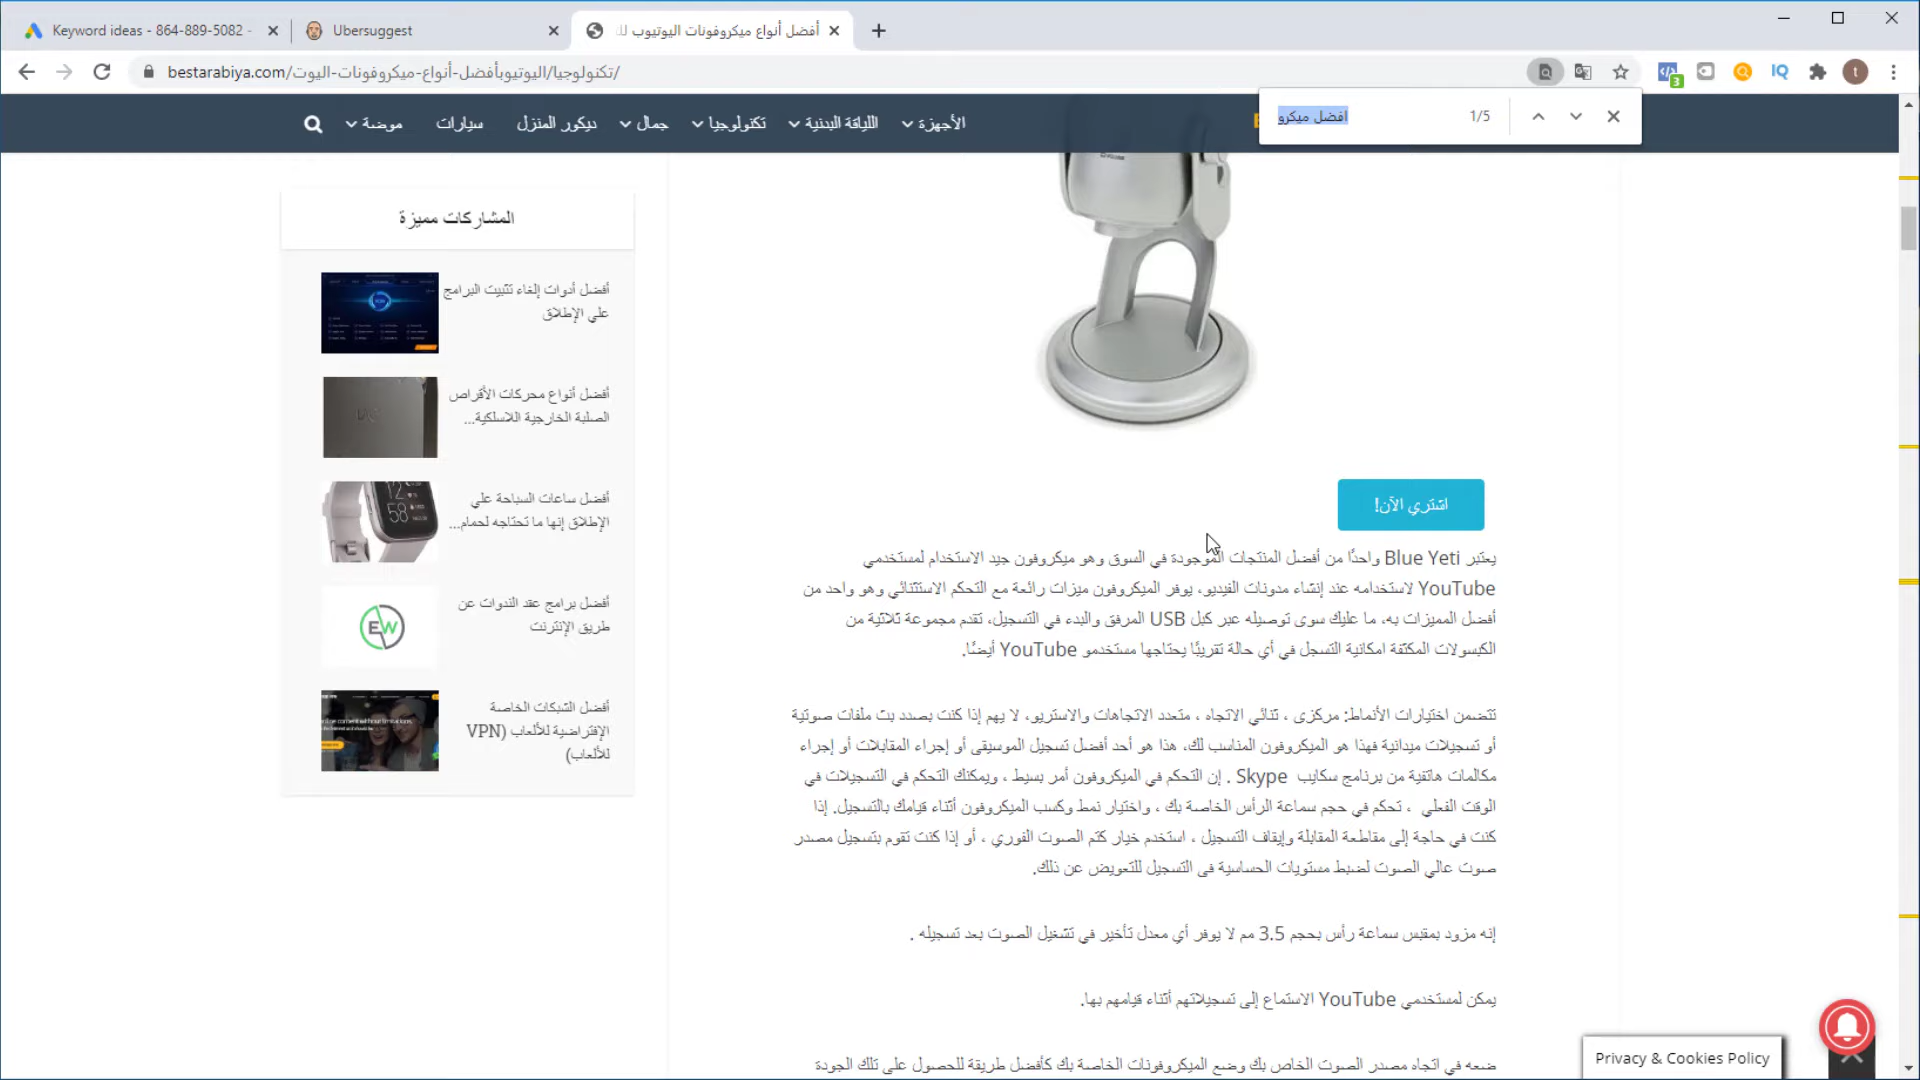 Keyword ideas - 864-889-5082 -
Ubersuggest
أفضل أنواع ميكروفونات اليوتيوب لل
bestarabiya.com/تكنولوجيا/اليوتيوبأفضل-أنواع-ميكروفونات-اليوت/
افضل ميكرو
1/5
الأجهزة
اللياقة البدنية
تكنولوجيا
جمال
ديكور المنزل
سيارات
موضة
اشتري الآن!
يعتبر Blue Yeti واحدًا من أفضل المنتجات الموجودة في السوق وهو ميكروفون جيد الاستخدام لمستخدمي
YouTube لاستخدامه عند إنشاء مدونات الفيديو، يوفر الميكروفون ميزات رائعة مع التحكم الاستثنائي وهو واحد من
أفضل المميزات به، ما عليك سوى توصيله عبر كبل USB المرفق والبدء في التسجيل، تقدم مجموعة ثلاثية من
الكبسولات المكثفة امكانية التسجل في أي حالة تقريبًا يحتاجها مستخدمو YouTube أيضًا.
تتضمن اختيارات الأنماط: مركزى ، ثنائي الاتجاه ، متعدد الاتجاهات والاستريو، لا يهم إذا كنت بصدد بث ملفات صوتية
أو تسجيلات ميدانية فهذا هو الميكروفون المناسب لك، هذا هو أحد أفضل تسجيل الموسيقى أو إجراء المقابلات أو إجراء
مكالمات هاتفية من برنامج سكايب Skype . إن التحكم في الميكروفون أمر بسيط ، ويمكنك التحكم في التسجيلات في
الوقت الفعلي ، تحكم في حجم سماعة الرأس الخاصة بك ، واختيار نمط وكسب الميكروفون أثناء قيامك بالتسجيل. إذا
كنت في حاجة إلى مقاطعة المقابلة وإيقاف التسجيل ، استخدم خيار كتم الصوت الفوري ، أو إذا كنت تقوم بتسجيل مصدر
صوت عالي الصوت لضبط مستويات الحساسية فى التسجيل للتعويض عن ذلك.
إنه مزود بمقبس سماعة رأس بحجم 3.5 مم لا يوفر أي معدل تأخير في تشغيل الصوت بعد تسجيله .
يمكن لمستخدمي YouTube الاستماع إلى تسجيلاتهم أثناء قيامهم بها.
ضعه في اتجاه مصدر الصوت الخاص بك وضع الميكروفونات الخاصة بك كأفضل طريقة للحصول على تلك الجودة
المشاركات مميزة
أفضل أدوات إلغاء تثبيت البرامج
علي الإطلاق
أفضل أنواع محركات الأقراص
الصلبة الخارجية اللاسلكية...
أفضل ساعات السباحة علي
الإطلاق إنها ما تحتاجه لحمام...
أفضل برامج عقد الندوات عن
طريق الإنترنت
أفضل الشبكات الخاصة
الإفتراضية للألعاب (VPN
للألعاب)
EW
Privacy & Cookies Policy